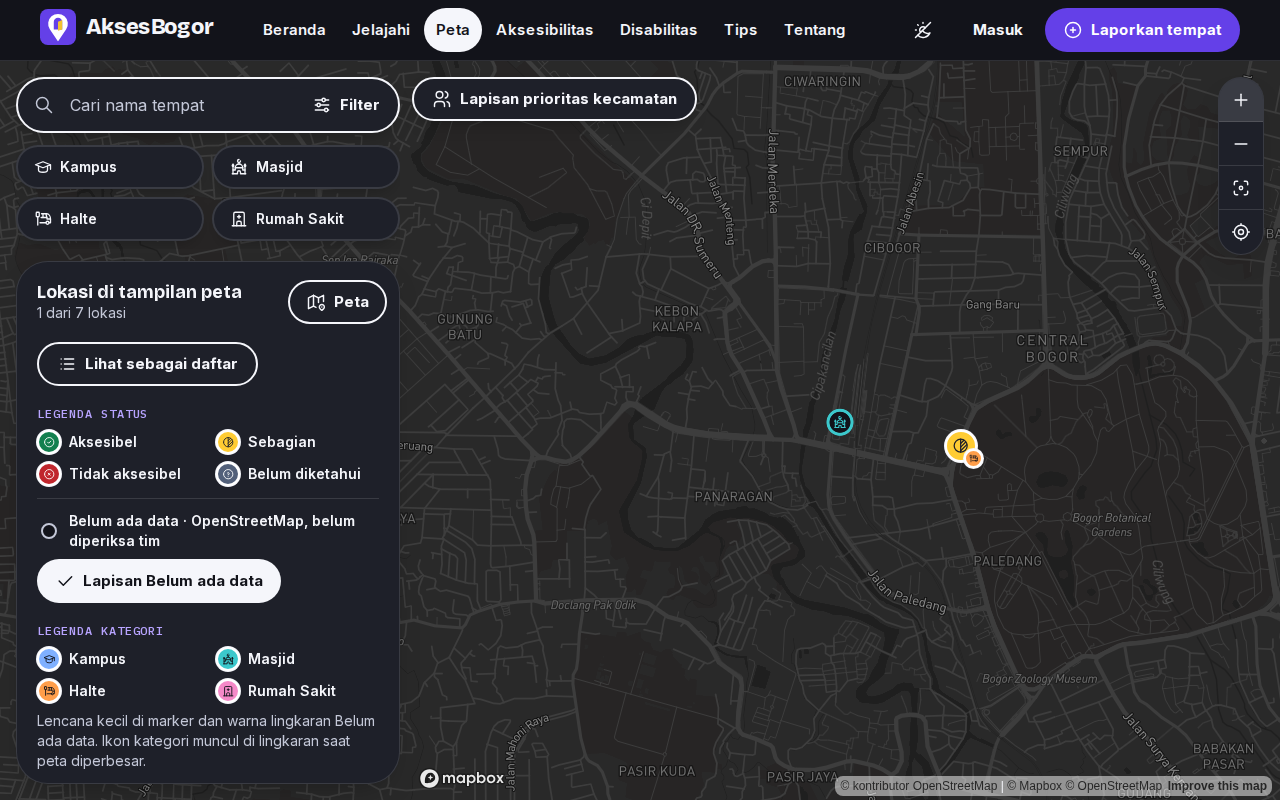 AksesBogor
Beranda
Jelajahi
Peta
Aksesibilitas
Disabilitas
Tips
Tentang
Masuk
Laporkan tempat
Cari nama tempat
Filter
Lapisan prioritas kecamatan
Kampus
Masjid
Halte
Rumah Sakit
Lokasi di tampilan peta
1 dari 7 lokasi
Peta
Lihat sebagai daftar
LEGENDA STATUS
Aksesibel
Sebagian
Tidak aksesibel
Belum diketahui
Belum ada data · OpenStreetMap, belum
diperiksa tim
Lapisan Belum ada data
LEGENDA KATEGORI
Kampus
Masjid
Halte
Rumah Sakit
Lencana kecil di marker dan warna lingkaran Belum
ada data. Ikon kategori muncul di lingkaran saat
peta diperbesar.
CIWARINGIN
SEMPUR
Ciliwung
Jalan Merdeka
Jalan Menteng
Jalan Abesin
Jalan DR. Sumeru
Ci Depit
CIBOGOR
Jalan Sempur
Gang Baru
GUNUNG
BATU
KEBON
KALAPA
CENTRAL
BOGOR
Cipakancilan
PANARAGAN
Bogor Botanical
Gardens
PALEDANG
Ciliwung
Jalan Paledang
Doclang Pak Odik
Bogor Zoology Museum
Jalan Mahoni Raya
PASIR KUDA
PASIR JAYA
BABAKAN
PASAR
mapbox
© kontributor OpenStreetMap | © Mapbox © OpenStreetMap Improve this map